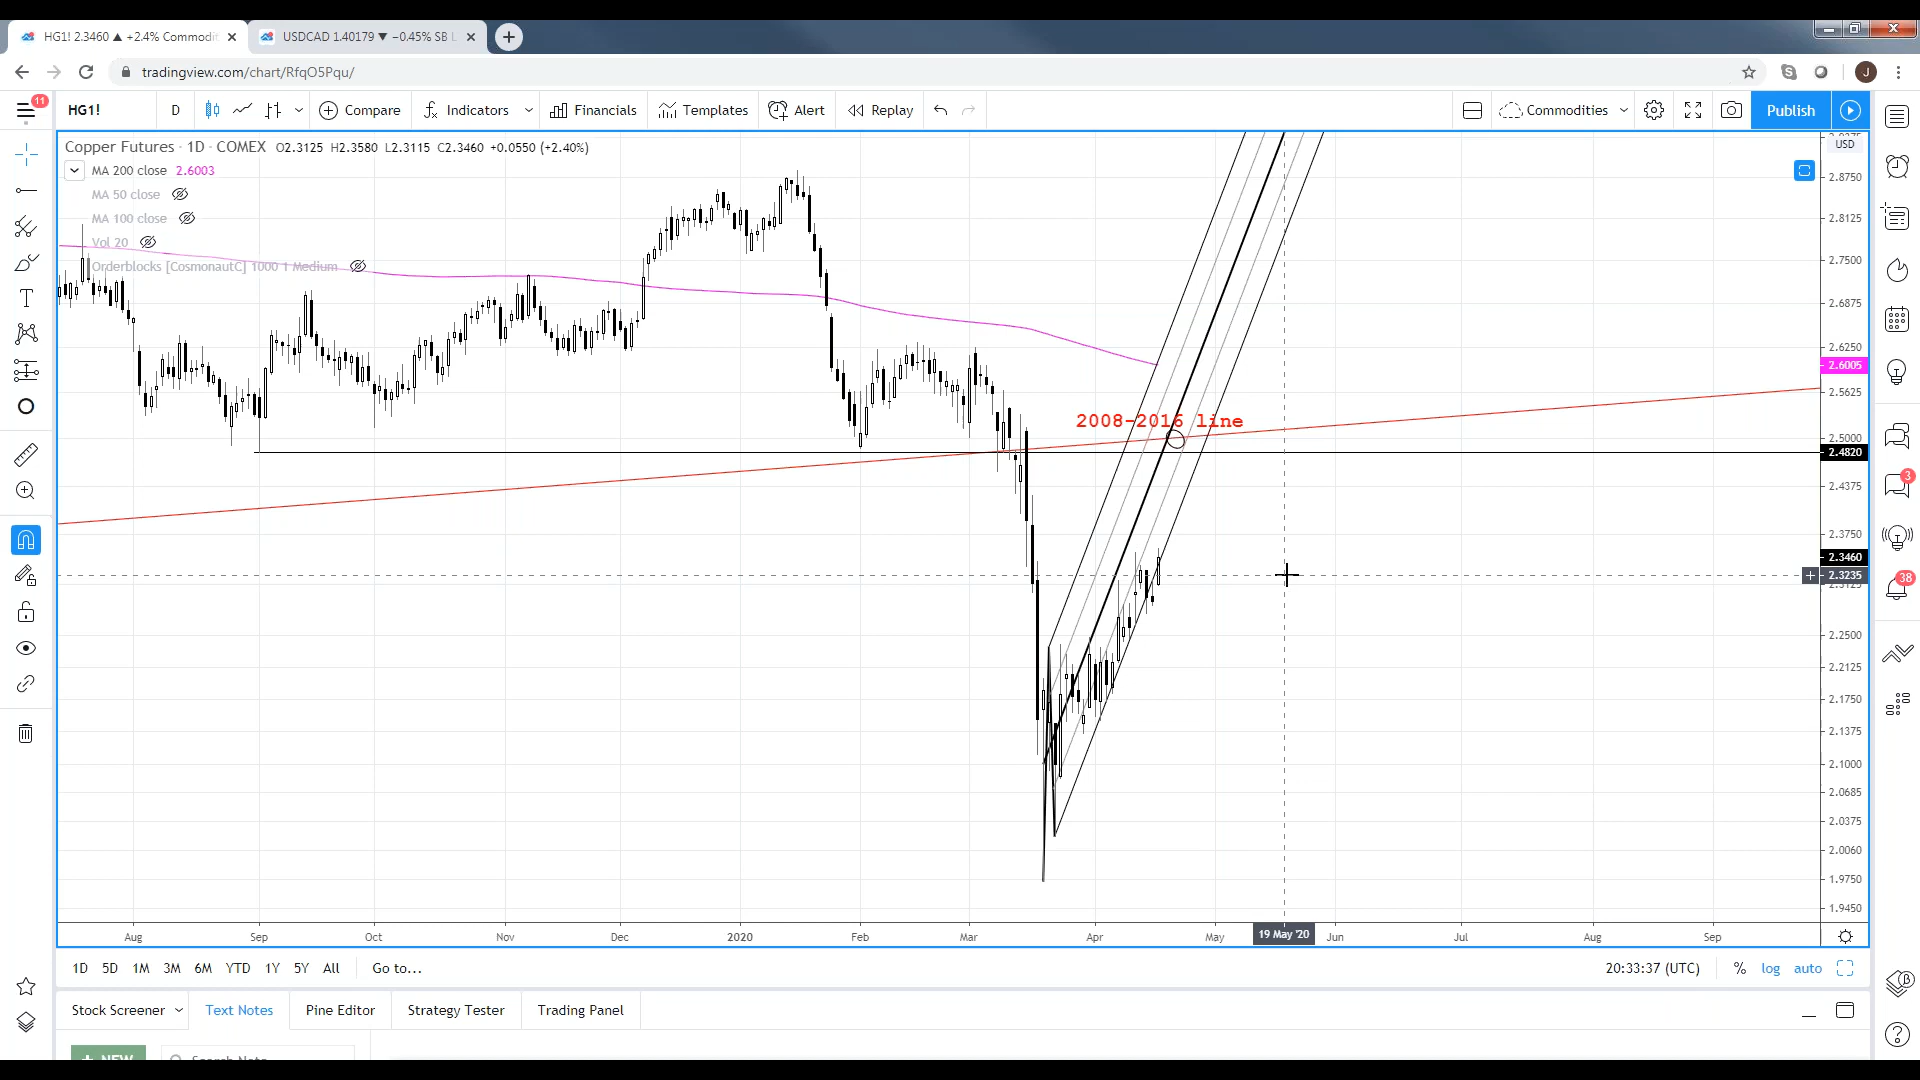 HG1! 2.3460 ▲ +2.4% Commodit
USDCAD 1.40179 ▼ −0.45% SB L
tradingview.com/chart/RfqO5Pqu/
J
11
HG1!
D
Compare
Indicators
Financials
Templates
Alert
Replay
Commodities
Publish
Copper Futures · 1D · COMEX O2.3125 H2.3580 L2.3115 C2.3460 +0.0550 (+2.40%)
MA 200 close 2.6003
MA 50 close
MA 100 close
Vol 20
Orderblocks [CosmonautC] 1000 1 Medium
2008-2016 line
USD
2.8750
2.8125
2.7500
2.6875
2.6250
2.6005
2.5625
2.5000
2.4820
2.4375
2.3750
2.3460
2.3235
2.2500
2.2125
2.1750
2.1375
2.1000
2.0685
2.0375
2.0060
1.9750
1.9450
3
38
Aug Sep Oct Nov Dec 2020 Feb Mar Apr May 19 May '20 Jun Jul Aug Sep
1D 5D 1M 3M 6M YTD 1Y 5Y All Go to...
20:33:37 (UTC) % log auto
Stock Screener Text Notes Pine Editor Strategy Tester Trading Panel